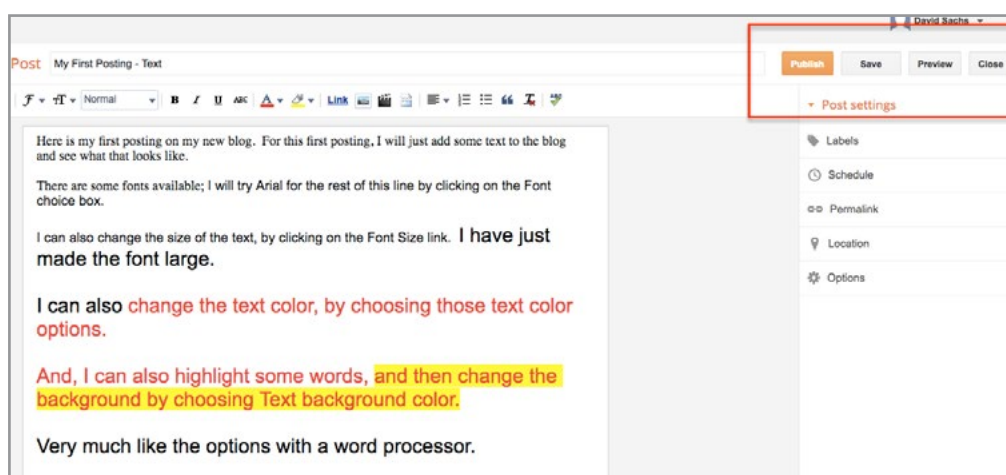 David Sachs
Post My First Posting - Text
Publish Save Preview Close
Normal B I U ABC A Link
Post settings
Here is my first posting on my new blog. For this first posting, I will just add some text to the blog
and see what that looks like.
Labels
There are some fonts available; I will try Arial for the rest of this line by clicking on the Font
choice box.
Schedule
Permalink
I can also change the size of the text, by clicking on the Font Size link. I have just
made the font large.
Location
Options
I can also change the text color, by choosing those text color
options.
And, I can also highlight some words, and then change the
background by choosing Text background color.
Very much like the options with a word processor.